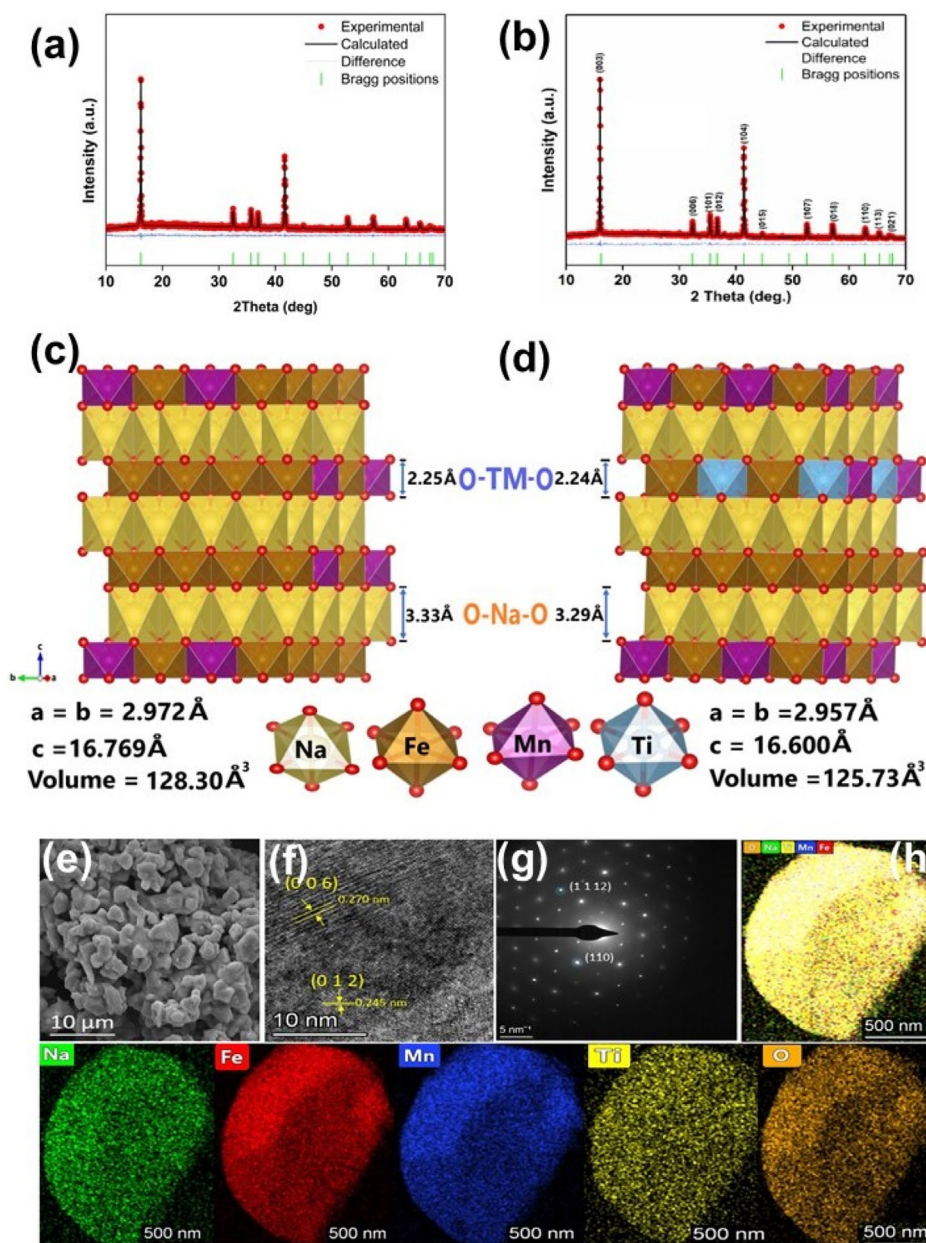 (a)
Experimental
Calculated
Difference
Bragg positions
Intensity (a.u.)
10 20 30 40 50 60 70
2Theta (deg)
(b)
Experimental
Calculated
Difference
Bragg positions
Intensity (a.u.)
(003)
(006)
(101)
(012)
(104)
(015)
(107)
(018)
(110)
(113)
(021)
10 20 30 40 50 60 70
2 Theta (deg.)
(c)
(d)
2.25Å O-TM-O 2.24Å
3.33Å O-Na-O 3.29Å
c
b
a
a = b = 2.972 Å
c =16.769Å
Volume = 128.30Å³
Na
Fe
Mn
Ti
a = b =2.957Å
c = 16.600Å
Volume =125.73Å³
(e)
10 µm
(f)
(0 0 6)
0.270 nm
(0 1 2)
0.245 nm
10 nm
(g)
(1 1 12)
(110)
5 nm⁻¹
(h)
O Na Mn Fe
500 nm
Na
500 nm
Fe
500 nm
Mn
500 nm
Ti
500 nm
O
500 nm